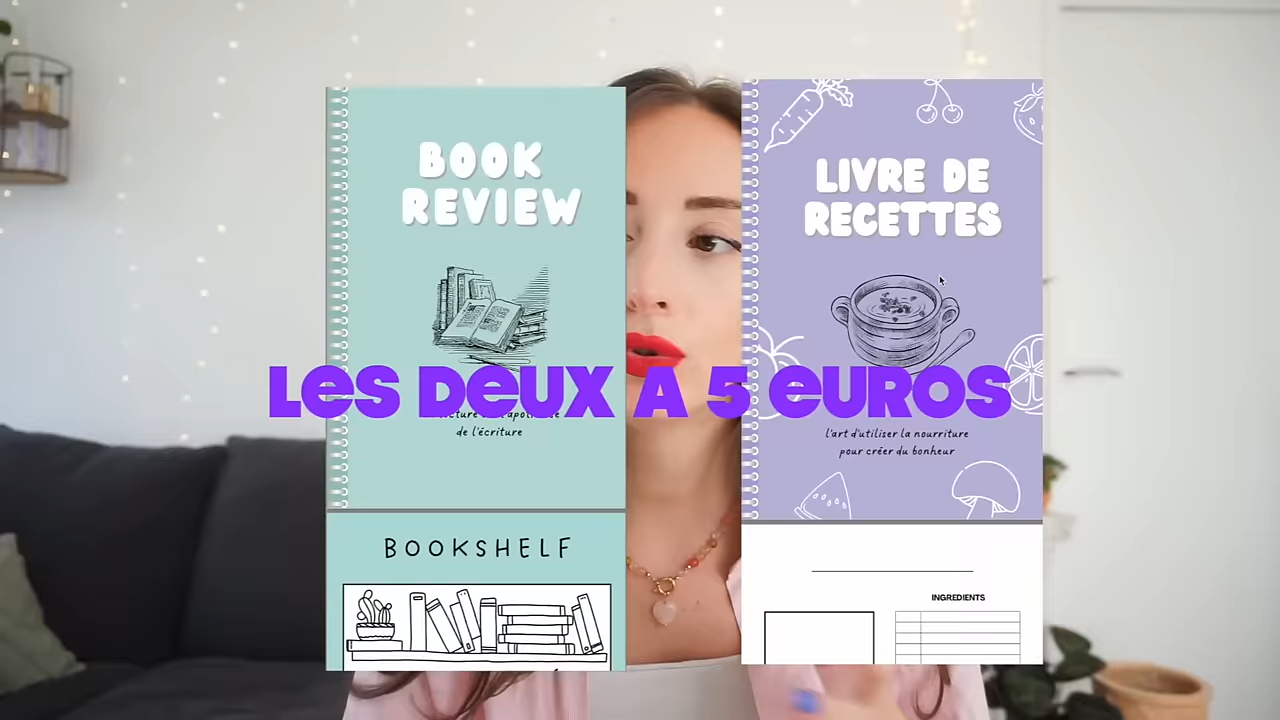 BOOK
REVIEW
LES DEUX A 5 EUROS
de l'écriture
BOOKSHELF
LIVRE DE
RECETTES
l'art d'utiliser la nourriture
pour créer du bonheur
INGREDIENTS